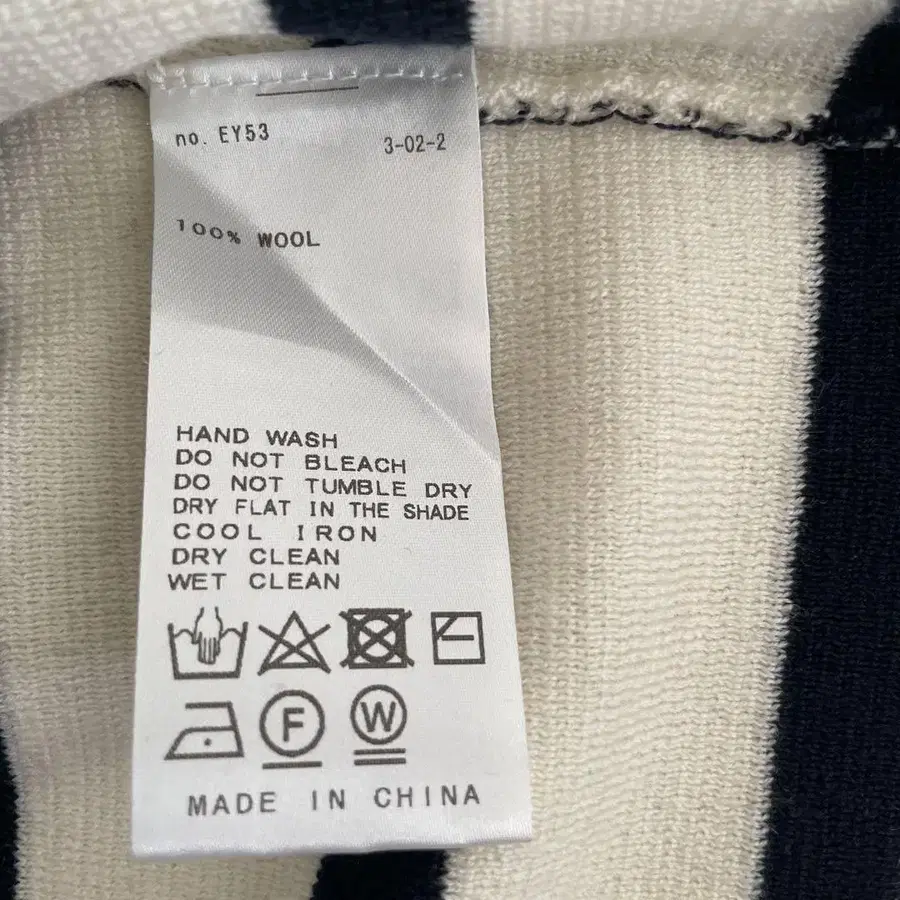 no. EY53
3-02-2
100% WOOL
HAND WASH
DO NOT BLEACH
DO NOT TUMBLE DRY
DRY FLAT IN THE SHADE
COOL IRON
DRY CLEAN
WET CLEAN
F W
MADE IN CHINA